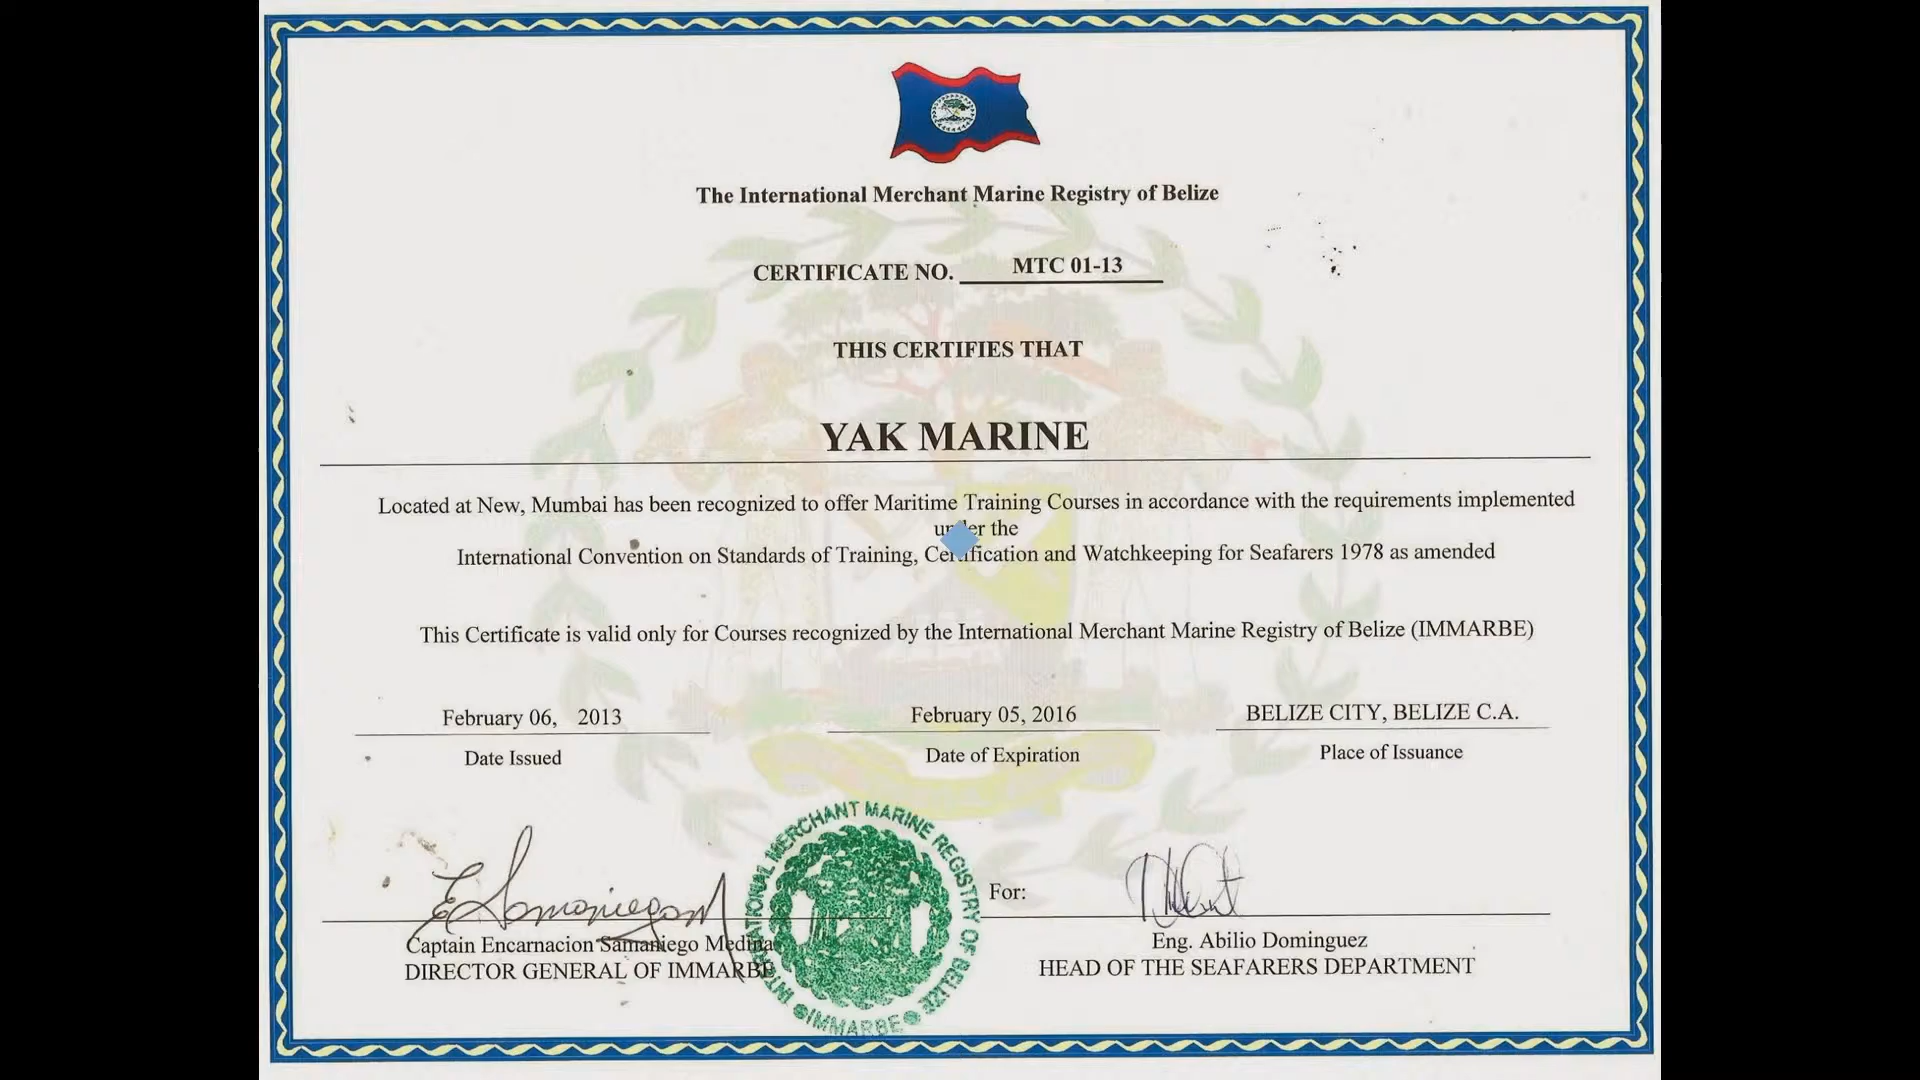 The International Merchant Marine Registry of Belize
CERTIFICATE NO. MTC 01-13
THIS CERTIFIES THAT
YAK MARINE
Located at New, Mumbai has been recognized to offer Maritime Training Courses in accordance with the requirements implemented
under the
International Convention on Standards of Training, Certification and Watchkeeping for Seafarers 1978 as amended
This Certificate is valid only for Courses recognized by the International Merchant Marine Registry of Belize (IMMARBE)
February 06, 2013 February 05, 2016 BELIZE CITY, BELIZE C.A.
Date Issued Date of Expiration Place of Issuance
INTERNATIONAL MERCHANT MARINE REGISTRY OF BELIZE
IMMARBE
For:
Captain Encarnacion Samaniego Medina Eng. Abilio Dominguez
DIRECTOR GENERAL OF IMMARBE HEAD OF THE SEAFARERS DEPARTMENT